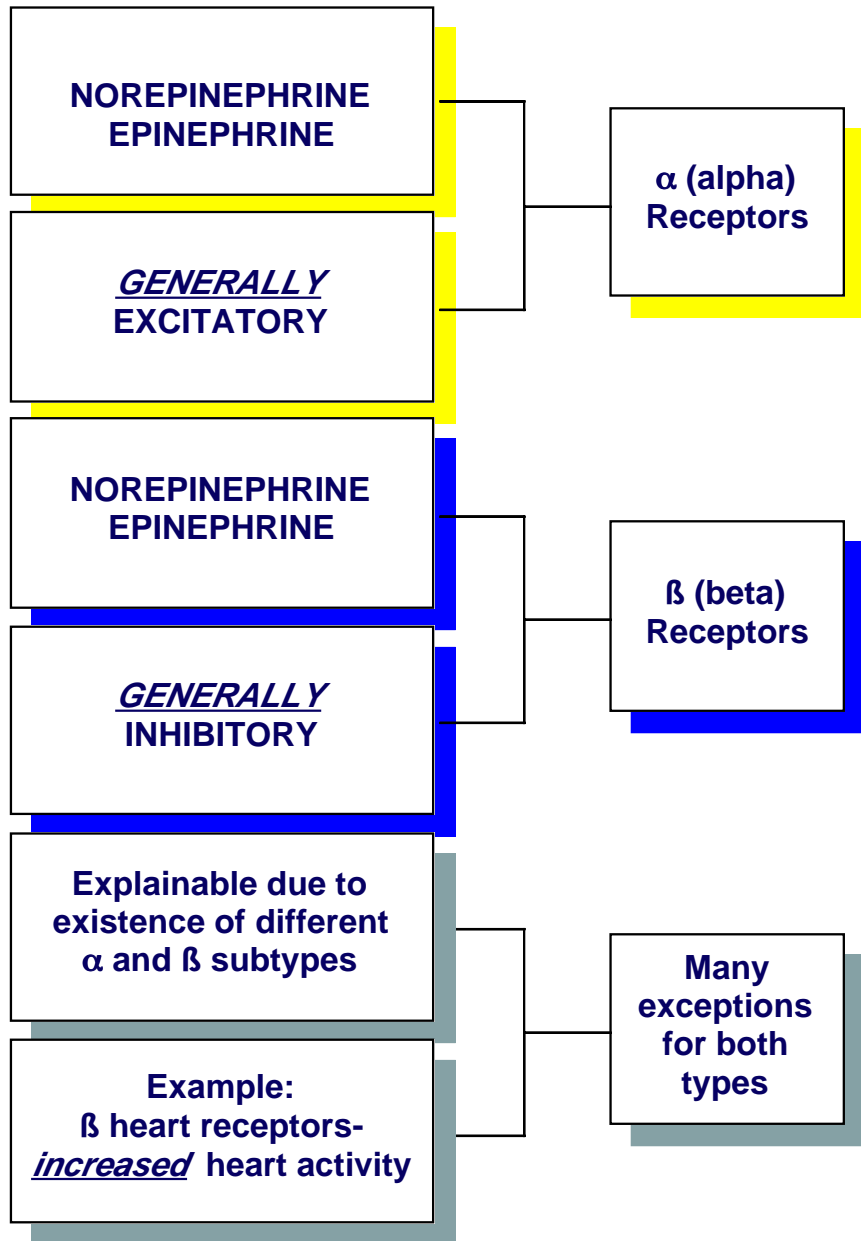 NOREPINEPHRINE
EPINEPHRINE
α (alpha)
Receptors
GENERALLY
EXCITATORY
NOREPINEPHRINE
EPINEPHRINE
ß (beta)
Receptors
GENERALLY
INHIBITORY
Explainable due to
existence of different
α and ß subtypes
Many
exceptions
for both
types
Example:
ß heart receptors-
increased heart activity